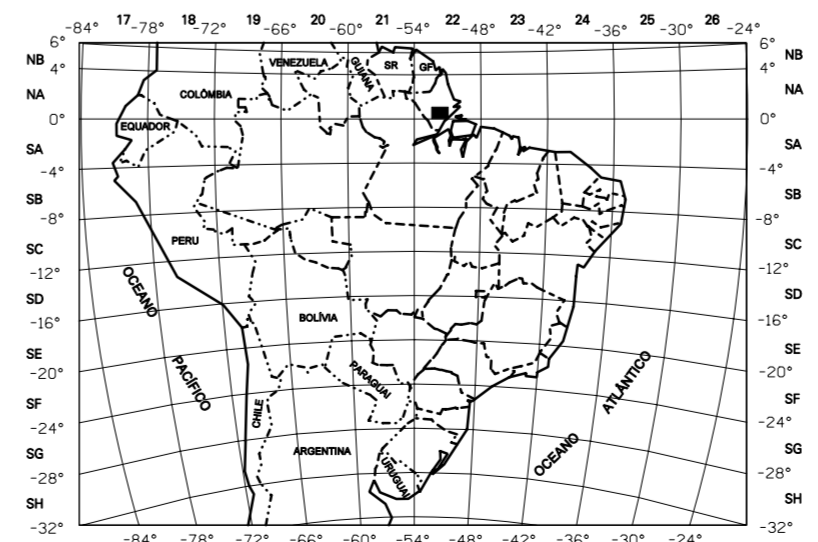 17 18 19 20 21 22 23 24 25 26
-84° -78° -72° -66° -60° -54° -48° -42° -36° -30° -24°
6° 6°
NB NB
4° 4°
VENEZUELA GUIANA SR GF
NA COLÔMBIA NA
0° 0°
EQUADOR
SA SA
-4° -4°
SB SB
-8° -8°
PERU
SC SC
-12° -12°
OCEANO
SD SD
BOLÍVIA
-16° -16°
SE SE
PACÍFICO PARAGUAI ATLÂNTICO
-20° -20°
SF CHILE SF
-24° -24°
ARGENTINA OCEANO
SG SG
URUGUAI
-28° -28°
SH SH
-32° -32°
-84° -78° -72° -66° -60° -54° -48° -42° -36° -30° -24°